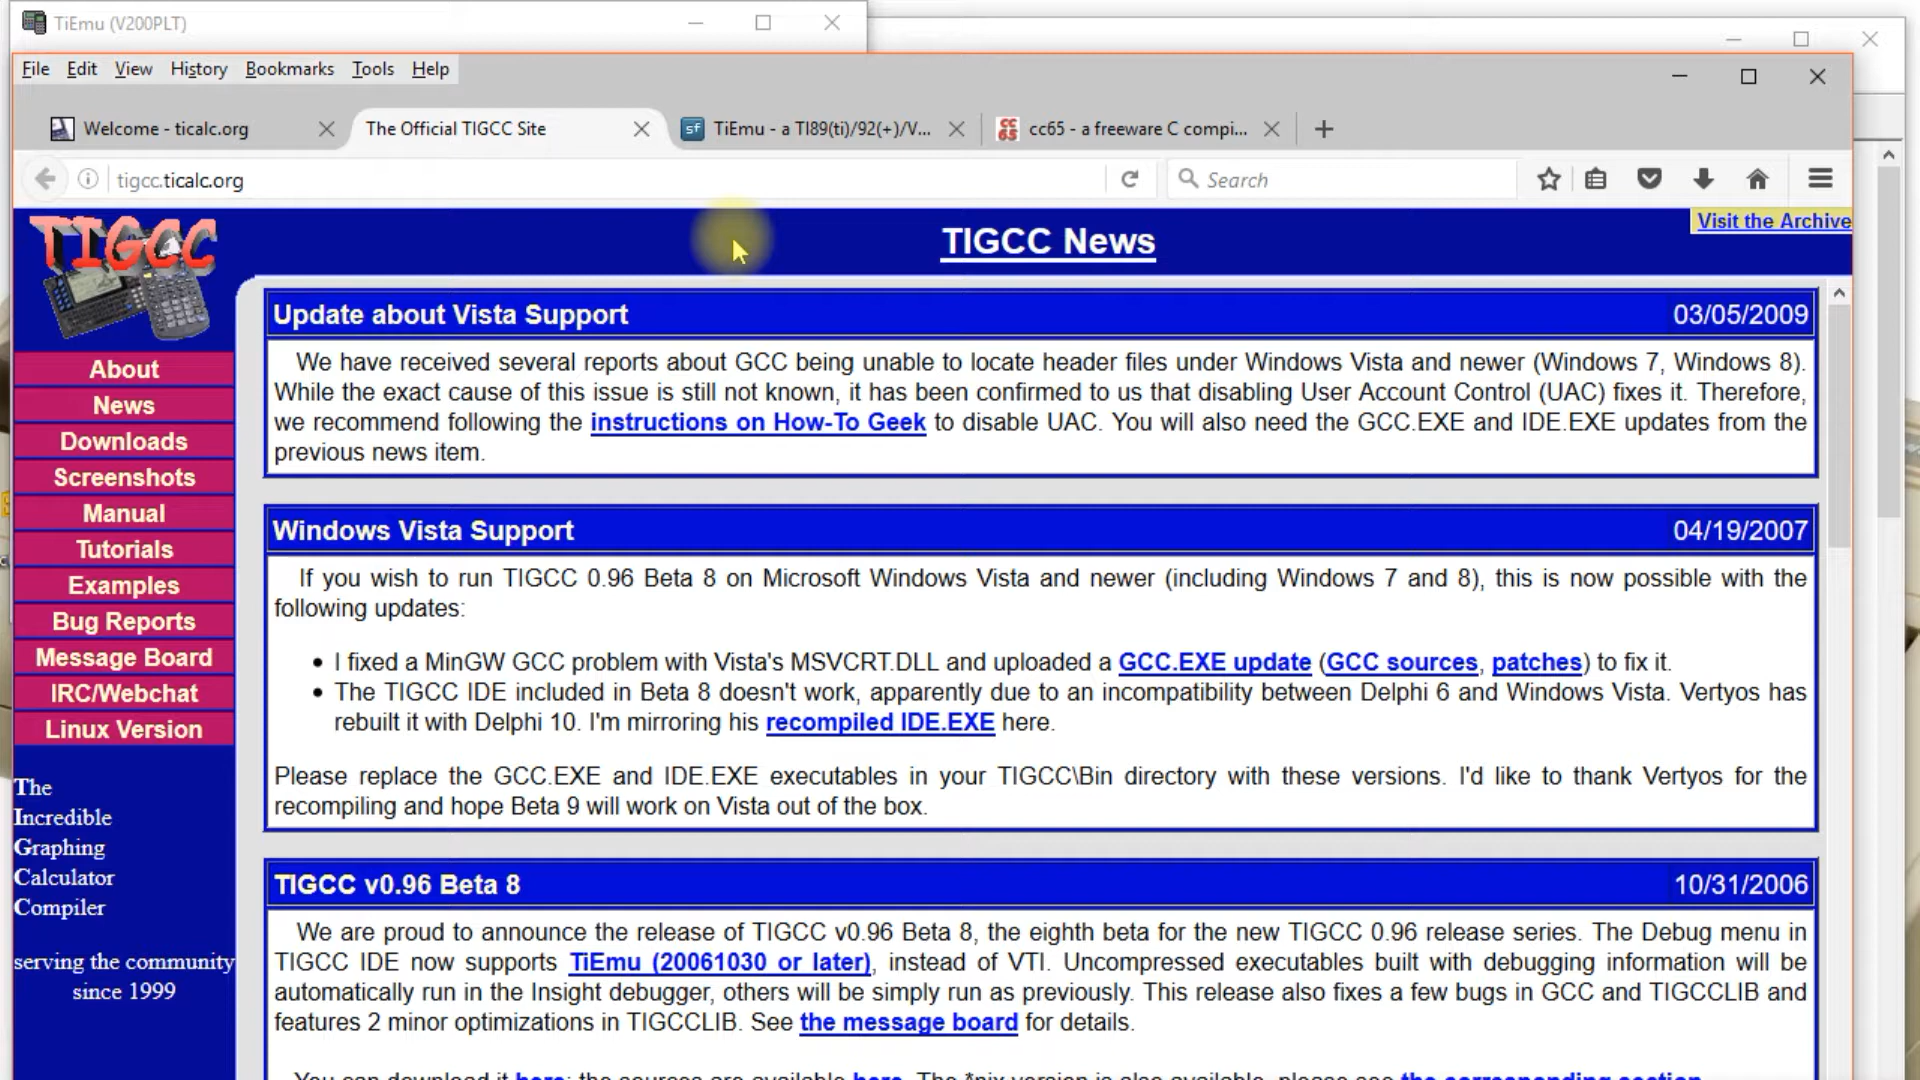 TiEmu (V200PLT)
File Edit View History Bookmarks Tools Help
Welcome - ticalc.org
The Official TIGCC Site
TiEmu - a TI89(ti)/92(+)/V...
cc65 - a freeware C compi...
tigcc.ticalc.org
Search
TIGCC
TIGCC News
Visit the Archive
About
News
Downloads
Screenshots
Manual
Tutorials
Examples
Bug Reports
Message Board
IRC/Webchat
Linux Version
The
Incredible
Graphing
Calculator
Compiler
serving the community
since 1999
Update about Vista Support 03/05/2009
We have received several reports about GCC being unable to locate header files under Windows Vista and newer (Windows 7, Windows 8).
While the exact cause of this issue is still not known, it has been confirmed to us that disabling User Account Control (UAC) fixes it. Therefore,
we recommend following the instructions on How-To Geek to disable UAC. You will also need the GCC.EXE and IDE.EXE updates from the
previous news item.
Windows Vista Support 04/19/2007
If you wish to run TIGCC 0.96 Beta 8 on Microsoft Windows Vista and newer (including Windows 7 and 8), this is now possible with the
following updates:
• I fixed a MinGW GCC problem with Vista's MSVCRT.DLL and uploaded a GCC.EXE update (GCC sources, patches) to fix it.
• The TIGCC IDE included in Beta 8 doesn't work, apparently due to an incompatibility between Delphi 6 and Windows Vista. Vertyos has
rebuilt it with Delphi 10. I'm mirroring his recompiled IDE.EXE here.
Please replace the GCC.EXE and IDE.EXE executables in your TIGCC\Bin directory with these versions. I'd like to thank Vertyos for the
recompiling and hope Beta 9 will work on Vista out of the box.
TIGCC v0.96 Beta 8 10/31/2006
We are proud to announce the release of TIGCC v0.96 Beta 8, the eighth beta for the new TIGCC 0.96 release series. The Debug menu in
TIGCC IDE now supports TiEmu (20061030 or later), instead of VTI. Uncompressed executables built with debugging information will be
automatically run in the Insight debugger, others will be simply run as previously. This release also fixes a few bugs in GCC and TIGCCLIB and
features 2 minor optimizations in TIGCCLIB. See the message board for details.
You can download it here; the sources are available here. The *nix version is also available, please see the corresponding section.